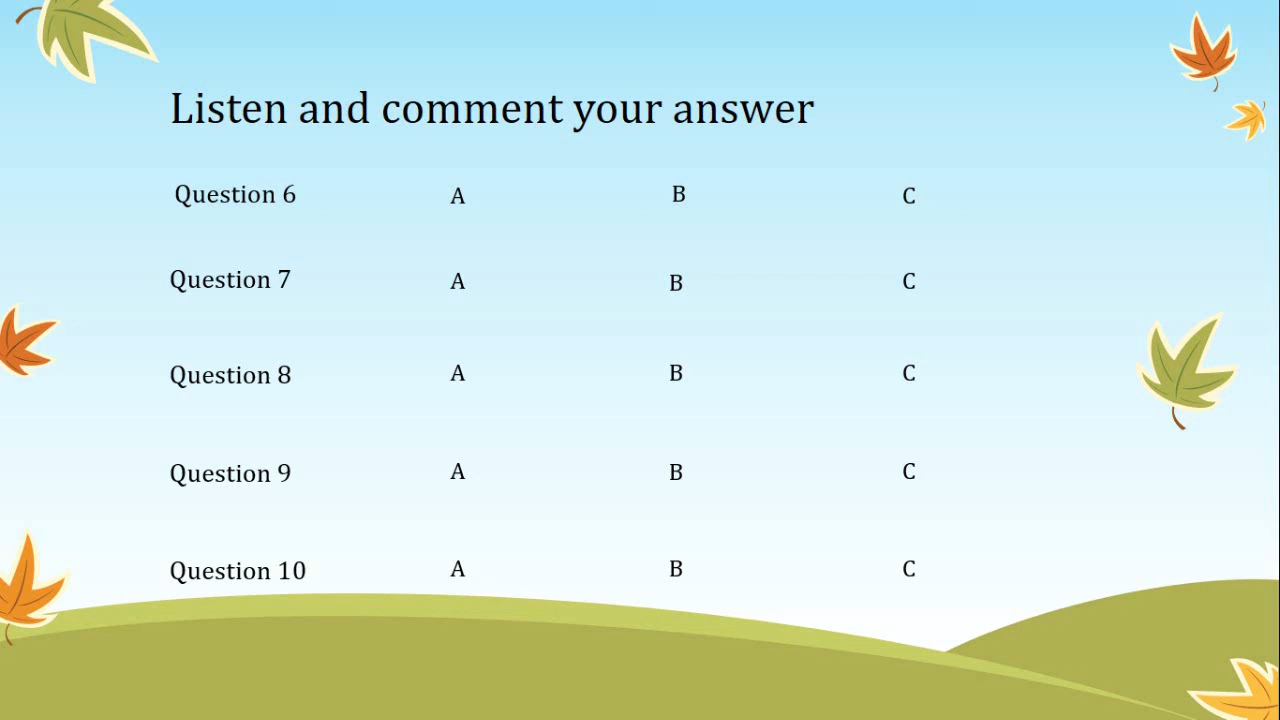 Listen and comment your answer
Question 6 A B C
Question 7 A B C
Question 8 A B C
Question 9 A B C
Question 10 A B C